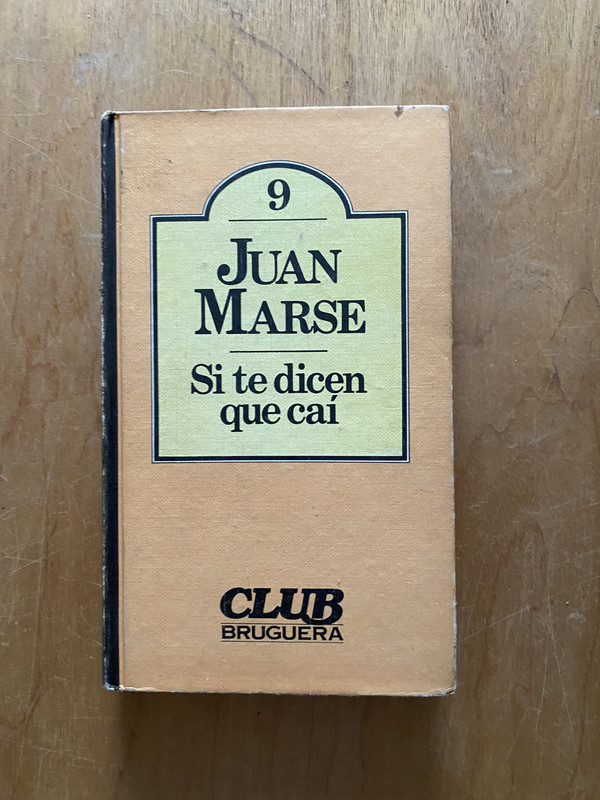 9
JUAN
MARSE
Si te dicen
que caí
CLUB
BRUGUERA